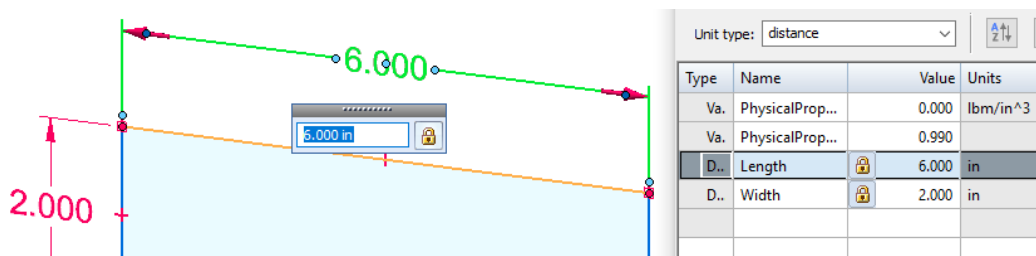 6.000
6.000 in
2.000
Unit type: distance
A Z
Type Name Value Units
Va. PhysicalProp... 0.000 lbm/in^3
Va. PhysicalProp... 0.990
D.. Length 6.000 in
D.. Width 2.000 in